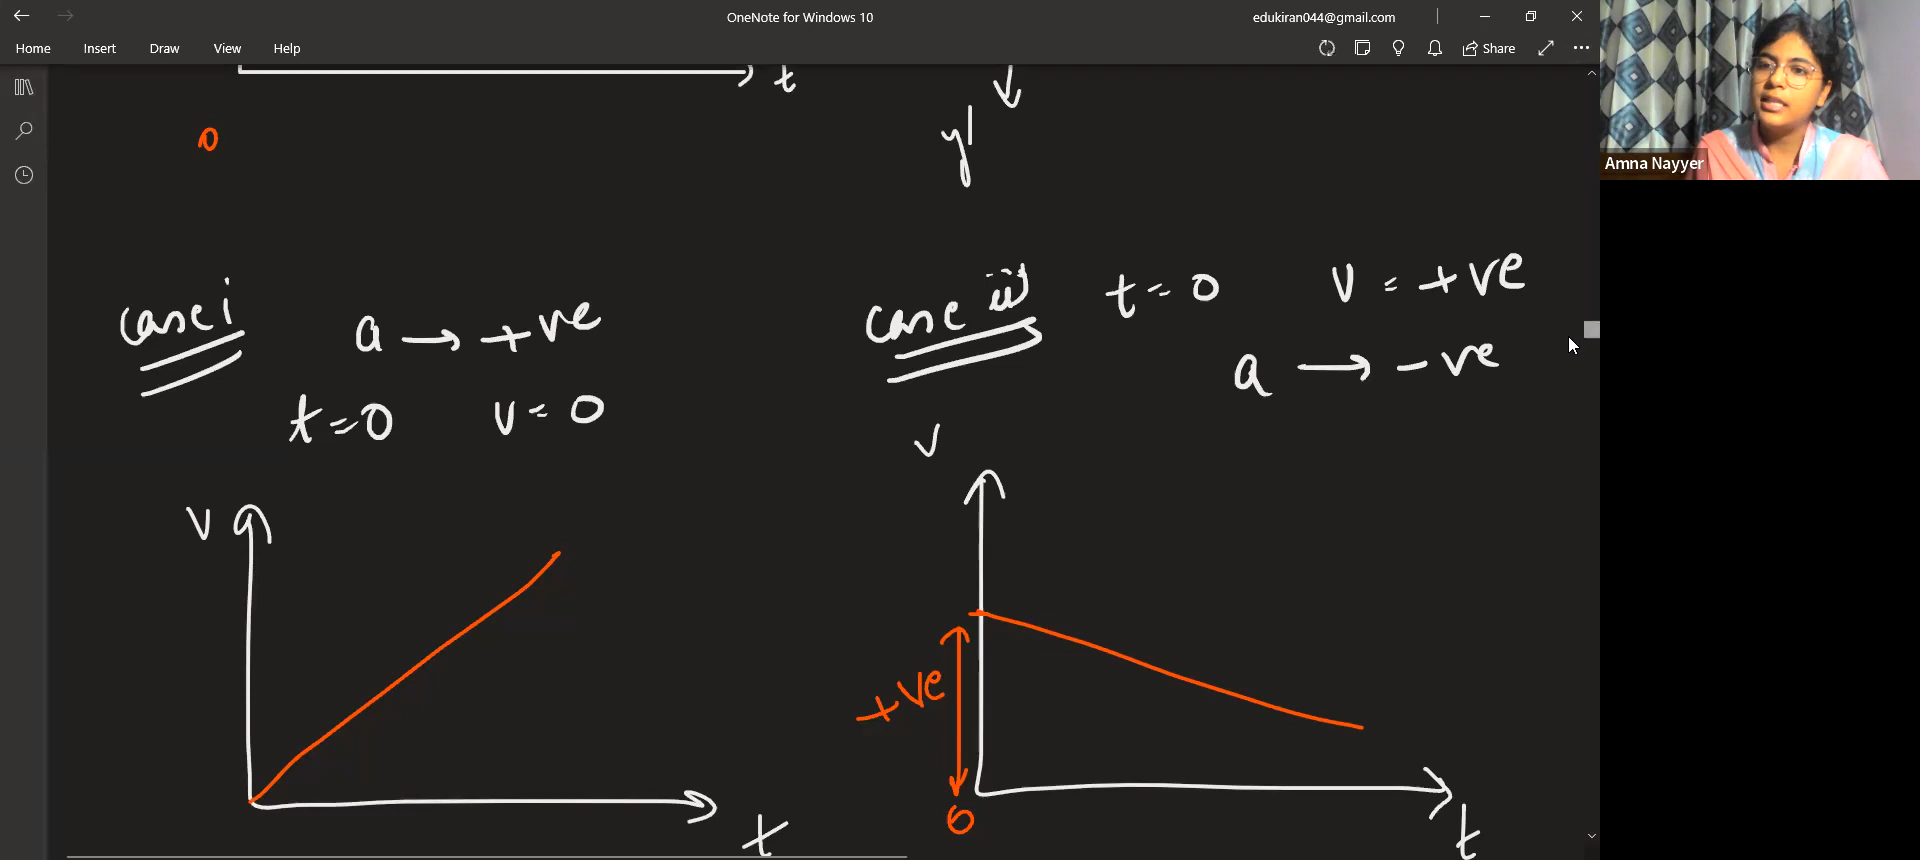 OneNote for Windows 10
edukiran044@gmail.com
Home Insert Draw View Help
Share
t
0
y'
Amna Nayyer
case i a → +ve
t = 0 v = 0
v
t
case iii t = 0 v = +ve
a → -ve
v
+ve
0
t